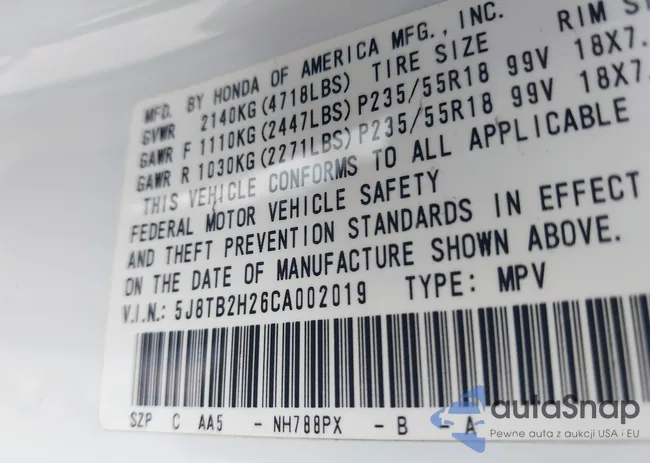 MFD. BY HONDA OF AMERICA MFG., INC.
TIRE SIZE RIM S
GVWR 2140KG(4718LBS)
GAWR F 1110KG(2447LBS) P235/55R18 99V 18X7.
GAWR R 1030KG(2271LBS) P235/55R18 99V 18X7.
THIS VEHICLE CONFORMS TO ALL APPLICABLE
FEDERAL MOTOR VEHICLE SAFETY
AND THEFT PREVENTION STANDARDS IN EFFECT
ON THE DATE OF MANUFACTURE SHOWN ABOVE.
V.I.N.: 5J8TB2H26CA002019 TYPE: MPV
SZP C AA5 - NH788PX - B - A
autaSnap
Pewne auta z aukcji USA i EU